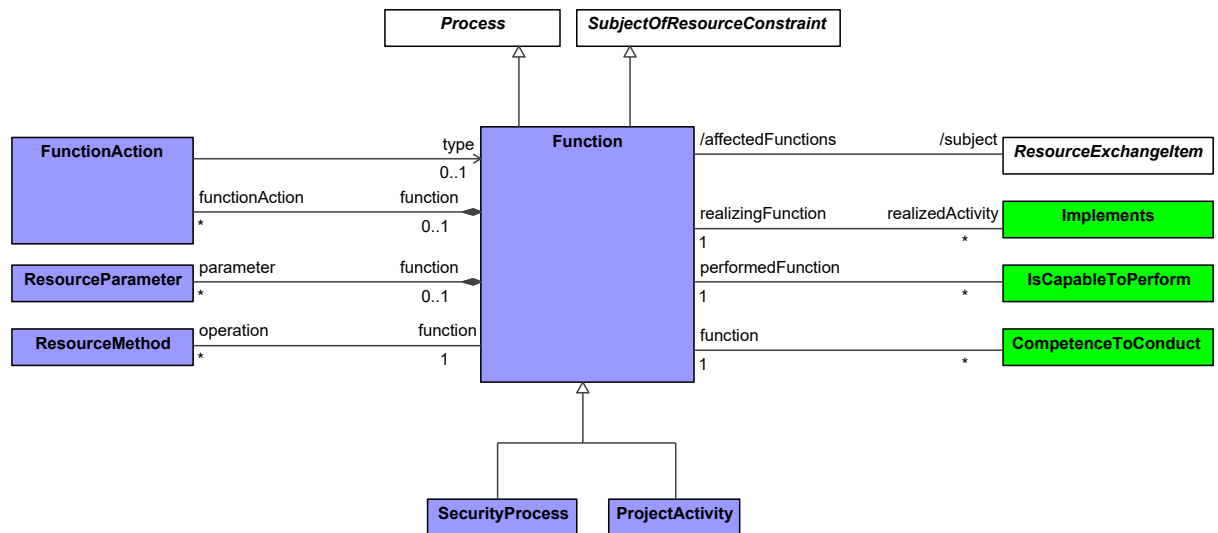 Process
SubjectOfResourceConstraint
FunctionAction
type
0..1
Function
/affectedFunctions
/subject
ResourceExchangeItem
functionAction
function
*
0..1
realizingFunction
realizedActivity
1
*
Implements
ResourceParameter
parameter
function
*
0..1
performedFunction
1
*
IsCapableToPerform
ResourceMethod
operation
function
*
1
function
1
*
CompetenceToConduct
SecurityProcess
ProjectActivity